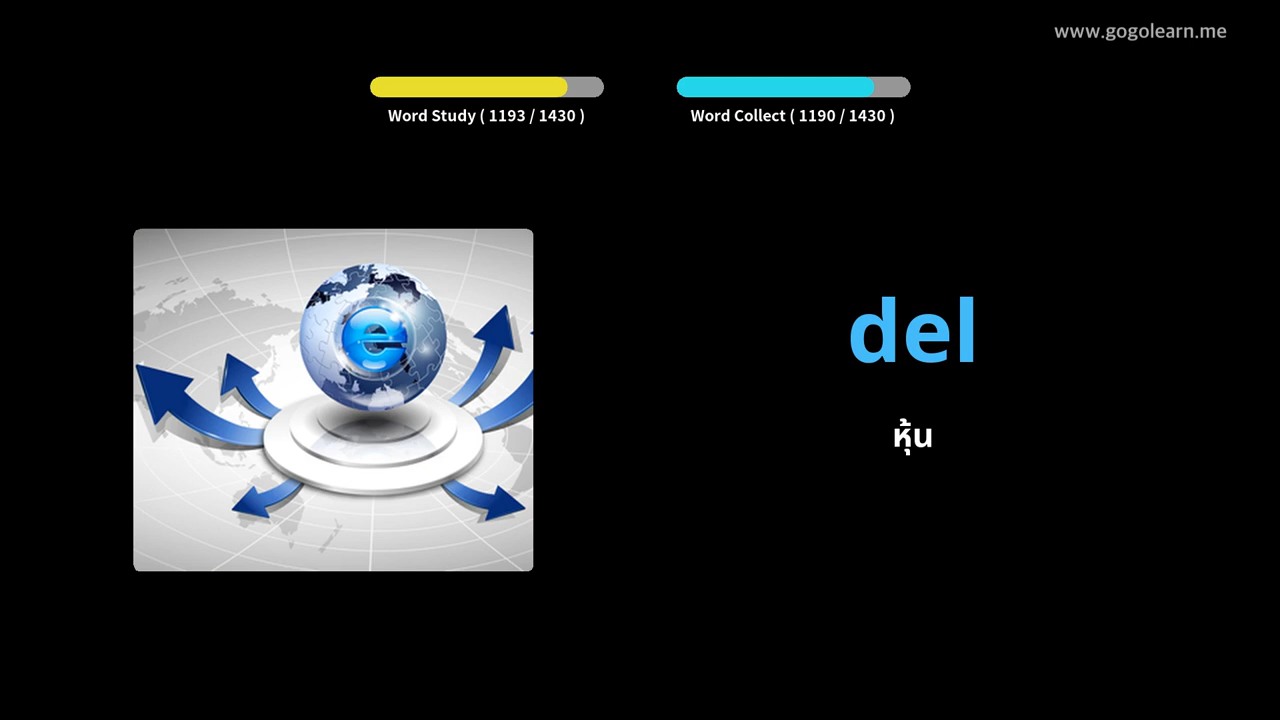 www.gogolearn.me
Word Study ( 1193 / 1430 )
Word Collect ( 1190 / 1430 )
e
del
หุ้น